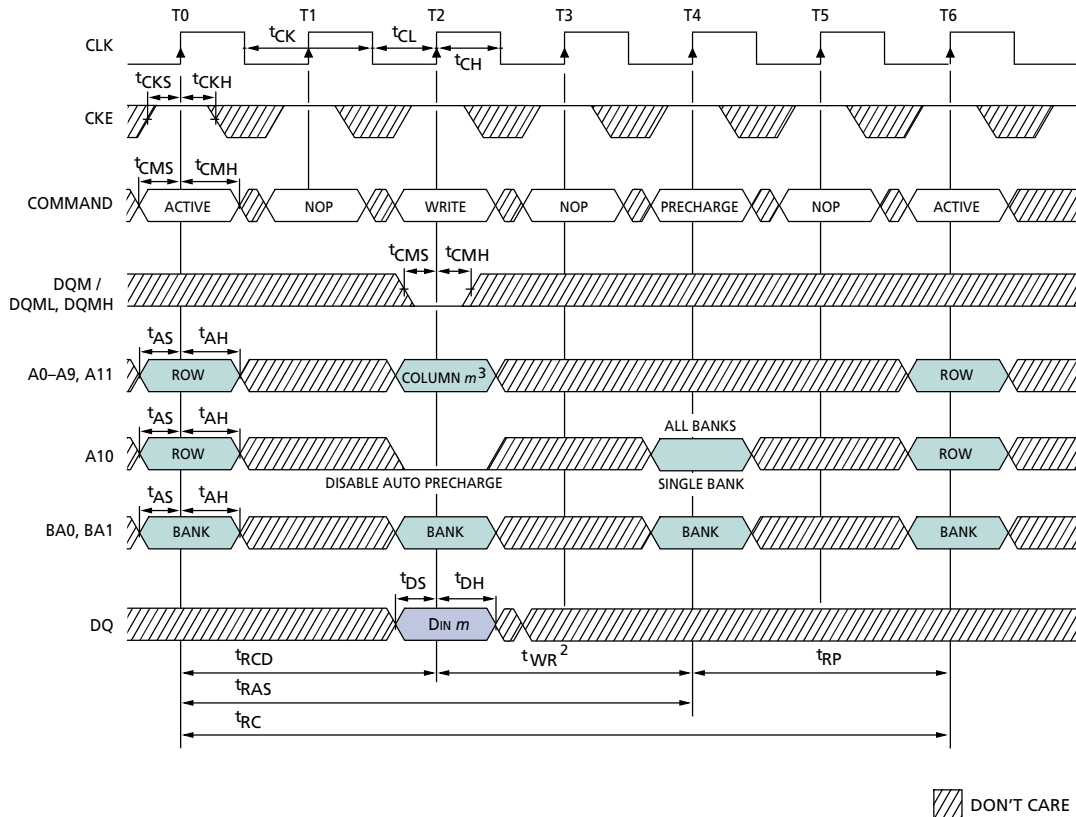 T0 T1 T2 T3 T4 T5 T6
CLK
tCK tCL
tCH
tCKS tCKH
CKE
tCMS tCMH
COMMAND ACTIVE NOP WRITE NOP PRECHARGE NOP ACTIVE
tCMS tCMH
DQM /
DQML, DQMH
tAS tAH
A0–A9, A11 ROW COLUMN m3 ROW
tAS tAH
ALL BANKS
A10 ROW ROW
DISABLE AUTO PRECHARGE SINGLE BANK
tAS tAH
BA0, BA1 BANK BANK BANK BANK
tDS tDH
DQ DIN m
tRCD tWR2 tRP
tRAS
tRC
DON'T CARE